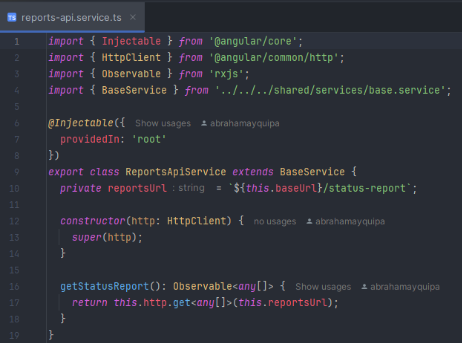 reports-api.service.ts
1 import { Injectable } from '@angular/core';
2 import { HttpClient } from '@angular/common/http';
3 import { Observable } from 'rxjs';
4 import { BaseService } from '../../../shared/services/base.service';
5
6 @Injectable({ Show usages abrahamayquipa
7 providedIn: 'root'
8 })
9 export class ReportsApiService extends BaseService {
10 private reportsUrl : string = `${this.baseUrl}/status-report`;
11
12 constructor(http: HttpClient) { no usages abrahamayquipa
13 super(http);
14 }
15
16 getStatusReport(): Observable<any[]> { Show usages abrahamayquipa
17 return this.http.get<any[]>(this.reportsUrl);
18 }
19 }